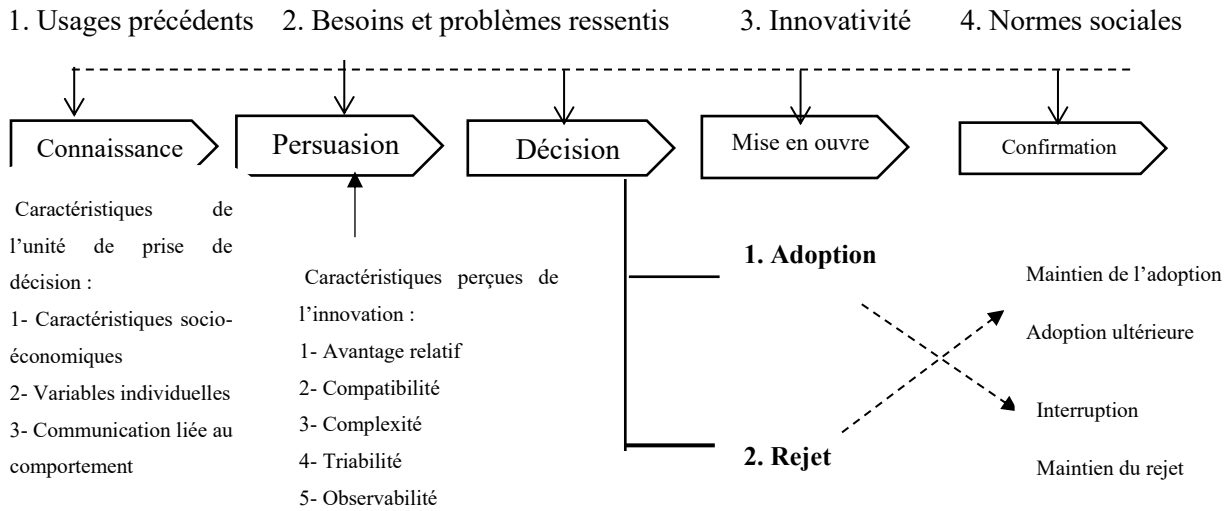 1. Usages précédents 2. Besoins et problèmes ressentis 3. Innovativité 4. Normes sociales
Connaissance
Persuasion
Décision
Mise en ouvre
Confirmation
Caractéristiques de
l’unité de prise de
décision :
1- Caractéristiques socio-
économiques
2- Variables individuelles
3- Communication liée au
comportement
Caractéristiques perçues de
l’innovation :
1- Avantage relatif
2- Compatibilité
3- Complexité
4- Triabilité
5- Observabilité
1. Adoption
2. Rejet
Maintien de l’adoption
Adoption ultérieure
Interruption
Maintien du rejet